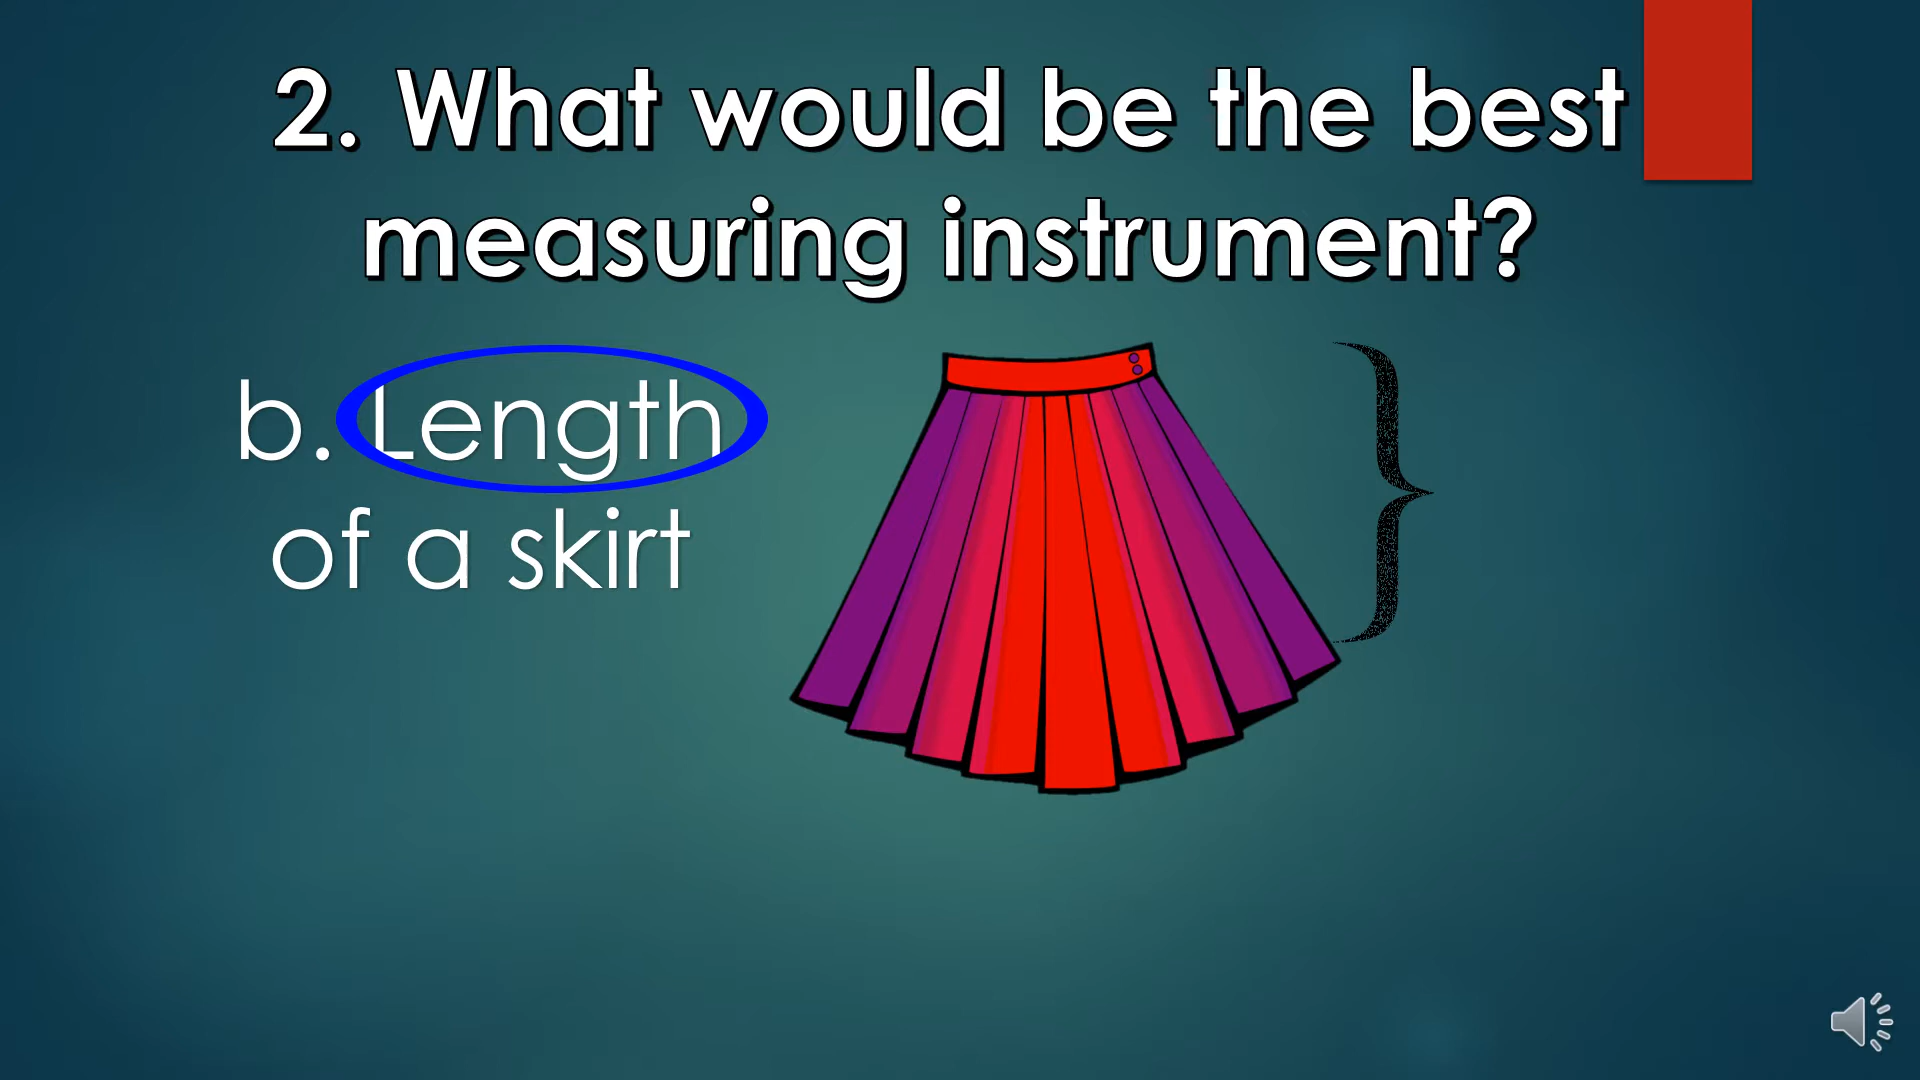 2. What would be the best
measuring instrument?
b. Length
of a skirt